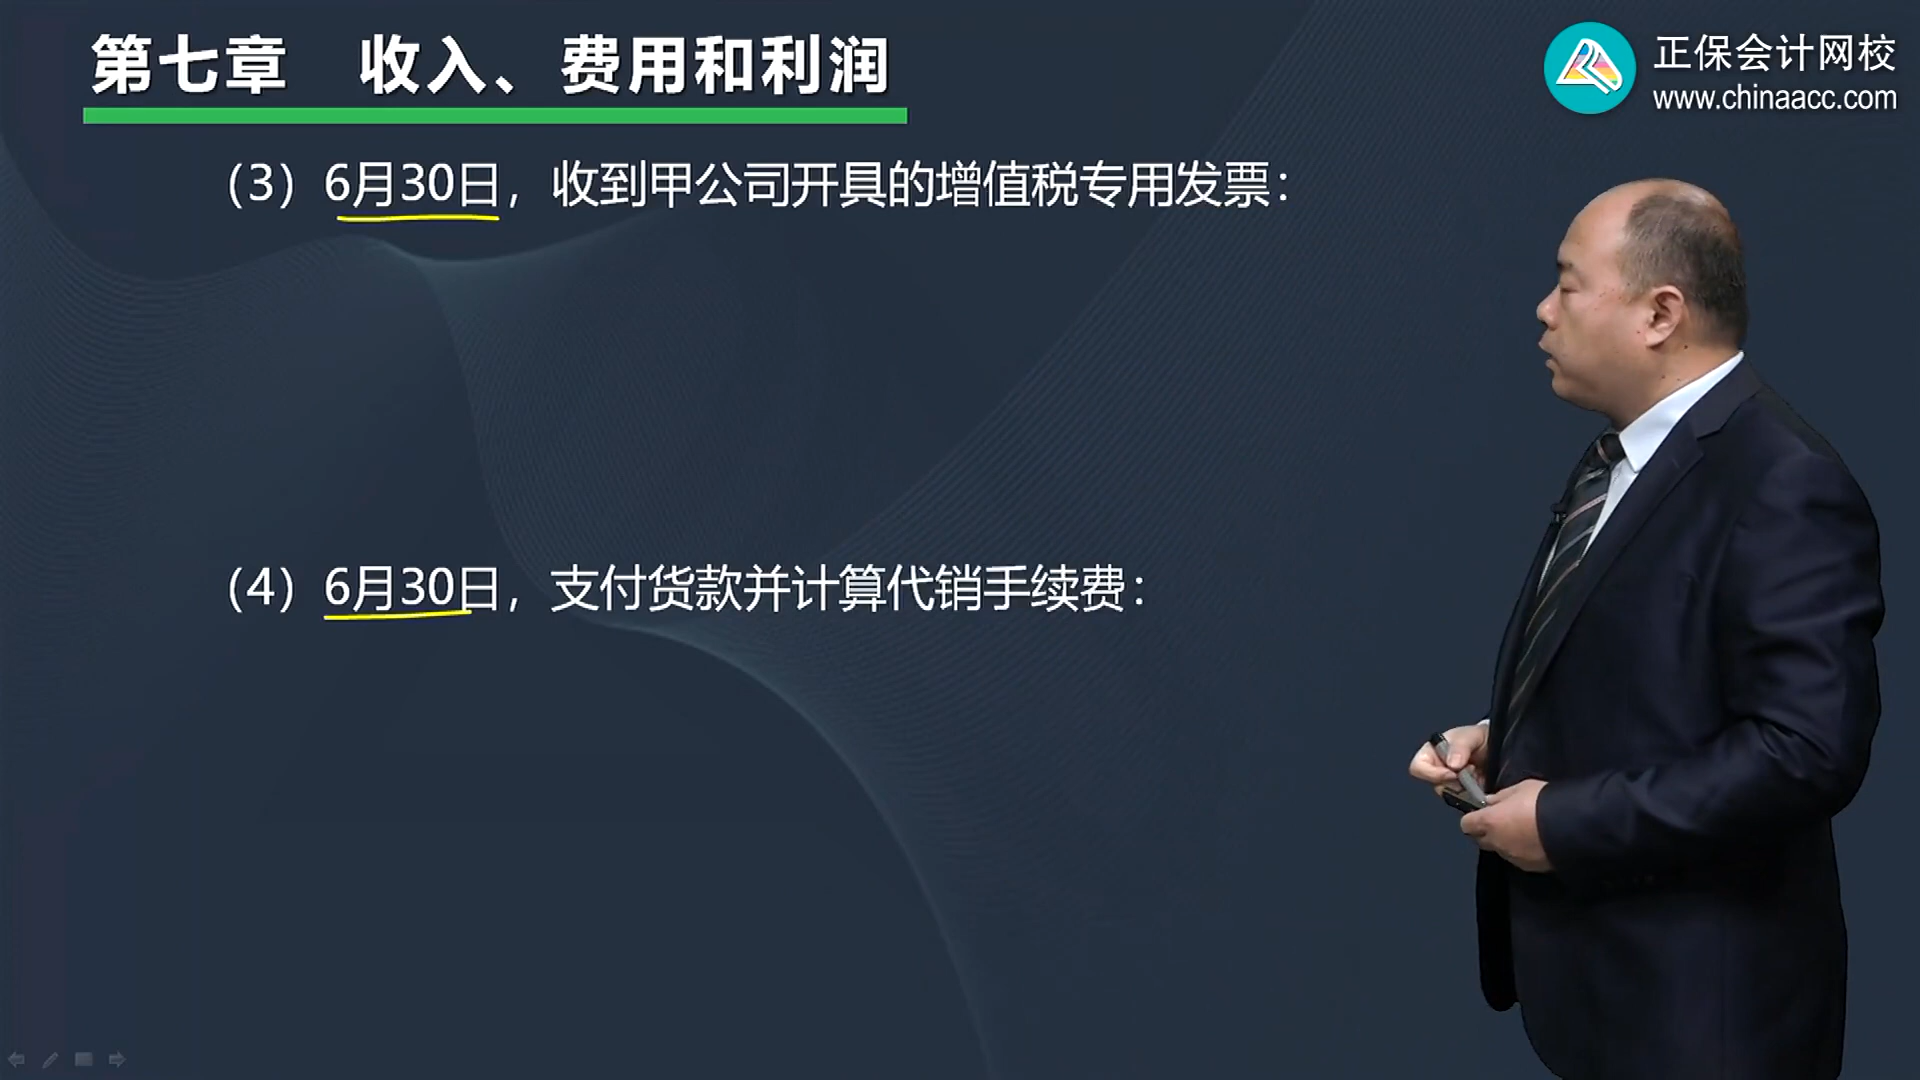 第七章 收入、费用和利润
正保会计网校
www.chinaacc.com
（3）6月30日，收到甲公司开具的增值税专用发票：
（4）6月30日，支付货款并计算代销手续费：